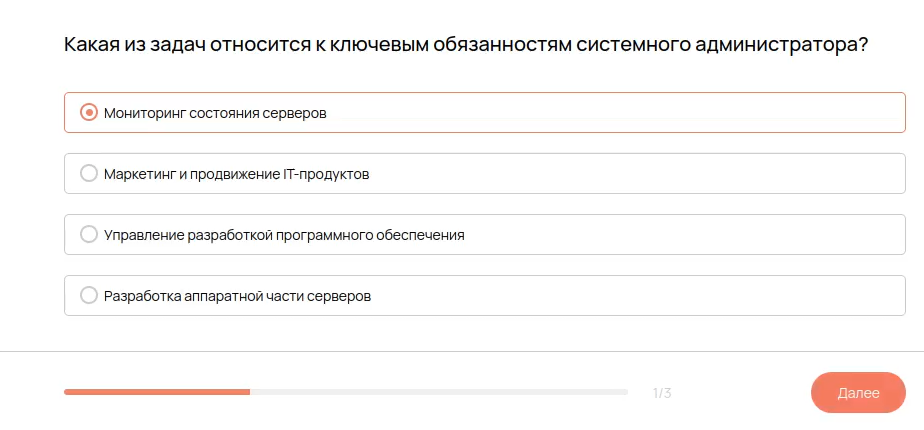 Какая из задач относится к ключевым обязанностям системного администратора?
Мониторинг состояния серверов
Маркетинг и продвижение IT-продуктов
Управление разработкой программного обеспечения
Разработка аппаратной части серверов
1/3
Далее